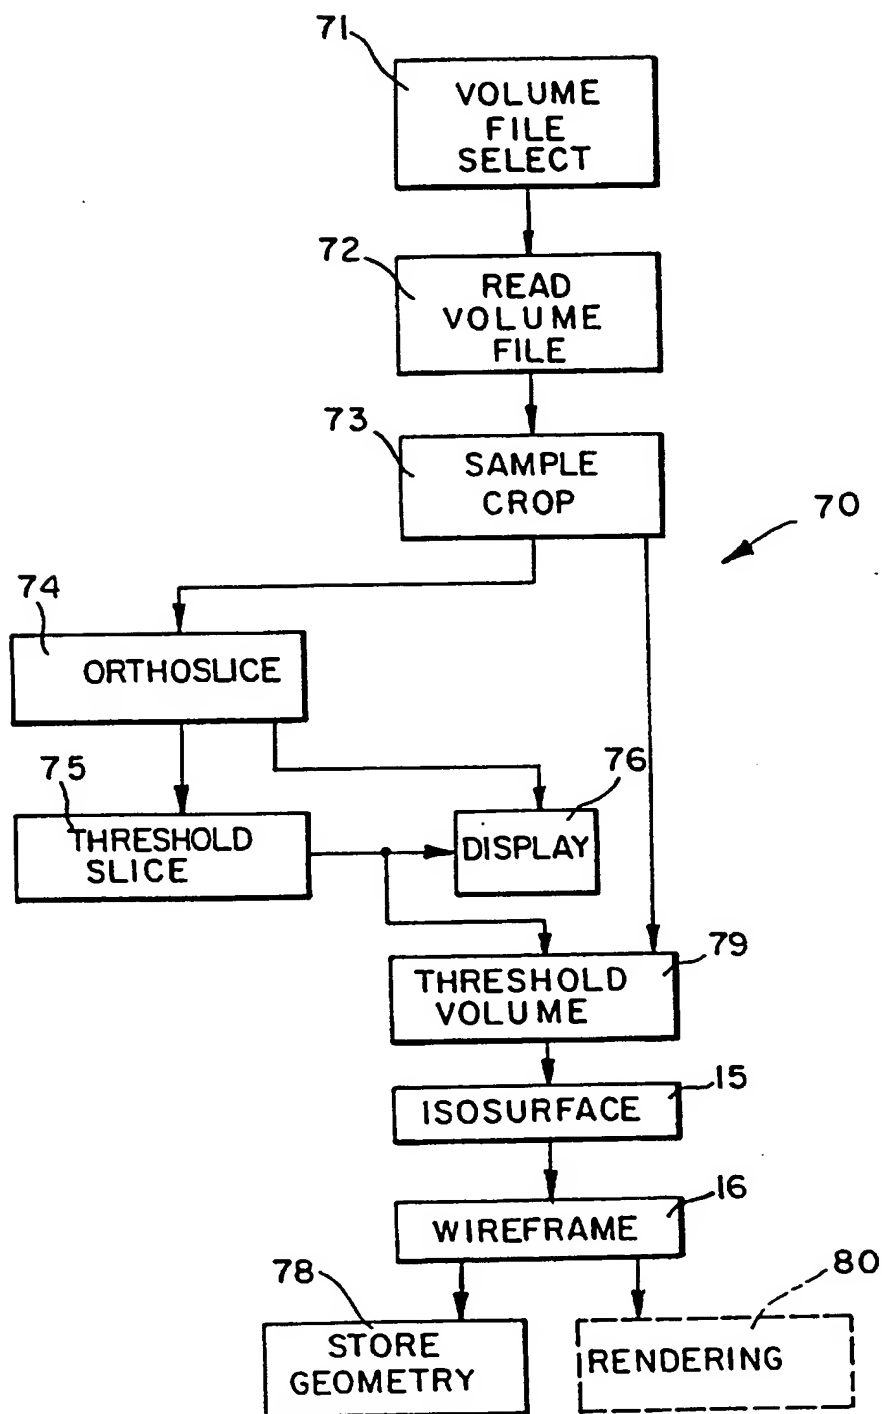 71
VOLUME
FILE
SELECT
72
READ
VOLUME
FILE
73
SAMPLE
CROP
70
74
ORTHOSLICE
75
THRESHOLD
SLICE
76
DISPLAY
79
THRESHOLD
VOLUME
15
ISOSURFACE
16
WIREFRAME
78
STORE
GEOMETRY
80
RENDERING